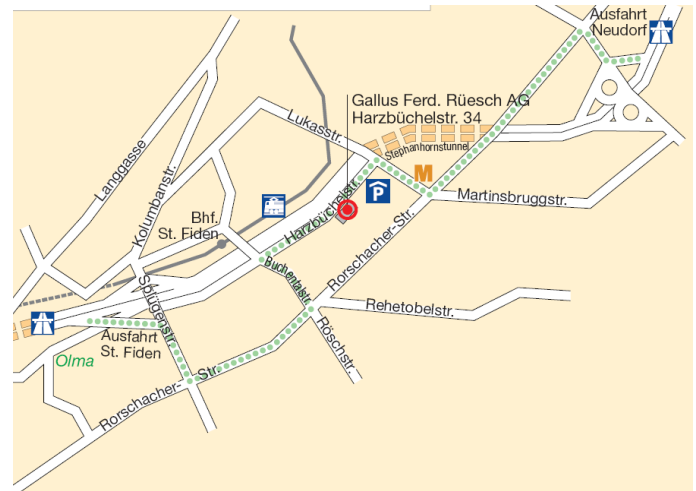 Ausfahrt
Neudorf
Gallus Ferd. Rüesch AG
Harzbüchelstr. 34
Lukasstr.
Stephanhornstunnel
Langgasse
Kolumbanstr.
M
P
Martinsbruggstr.
Harzbüchelstr.
Bhf.
St. Fiden
Rorschacher-Str.
Buchentalstr.
Splügenstr.
Rehetobelstr.
Röschstr.
Ausfahrt
St. Fiden
Olma
Rorschacher- Str.